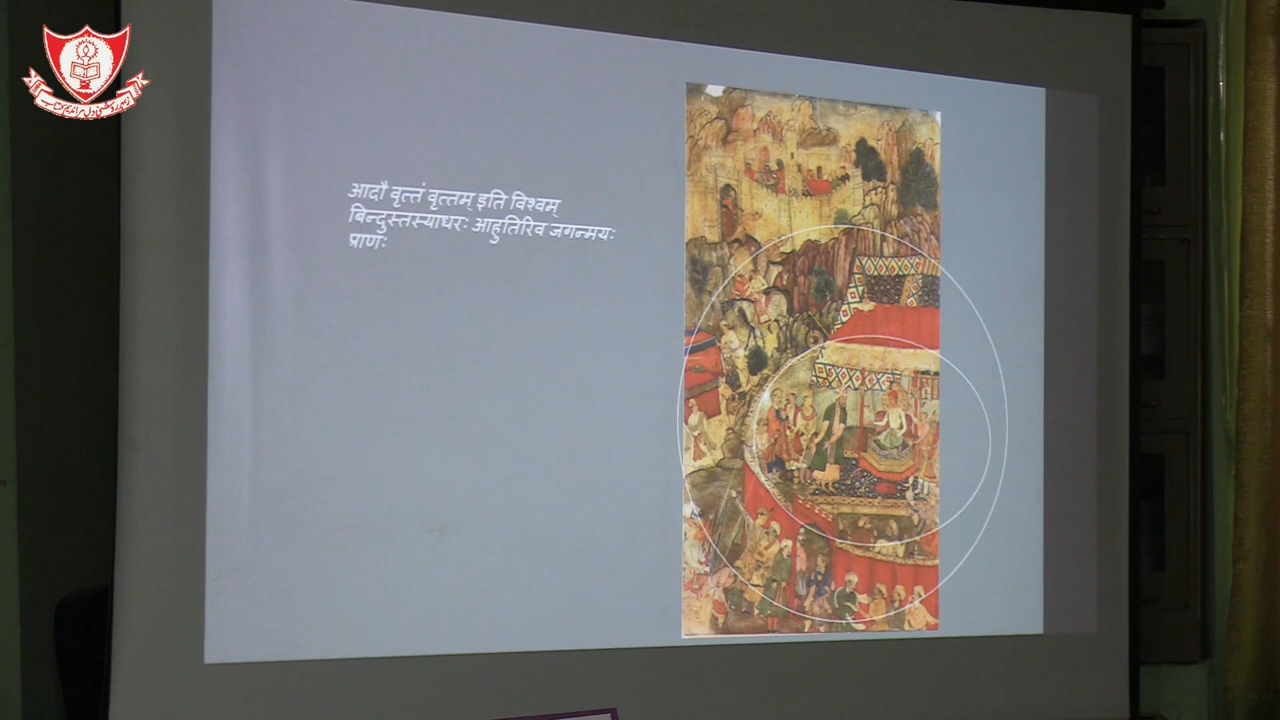 आदौ वृत्तं वृत्तम् इति विश्वम्
बिन्दुस्तस्याधरः आहुतिरिव जगन्मयः
प्राणः